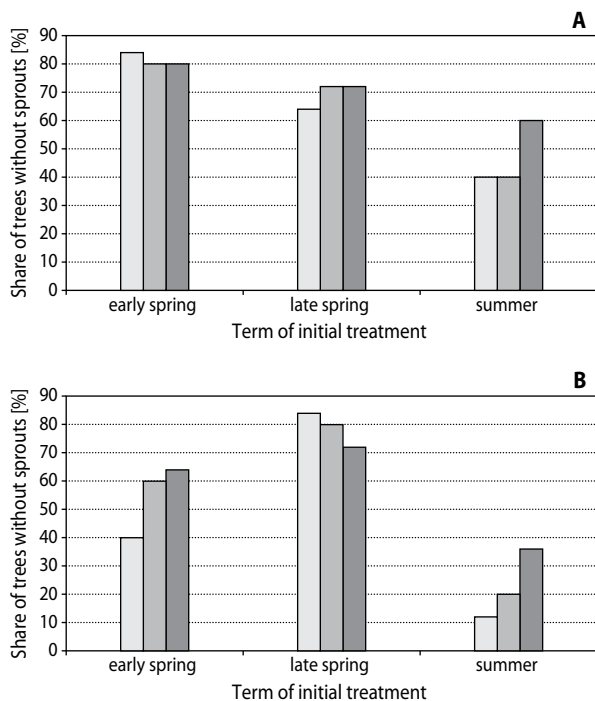 A
Share of trees without sprouts [%]
90
80
70
60
50
40
30
20
10
0
early spring late spring summer
Term of initial treatment
B
Share of trees without sprouts [%]
90
80
70
60
50
40
30
20
10
0
early spring late spring summer
Term of initial treatment